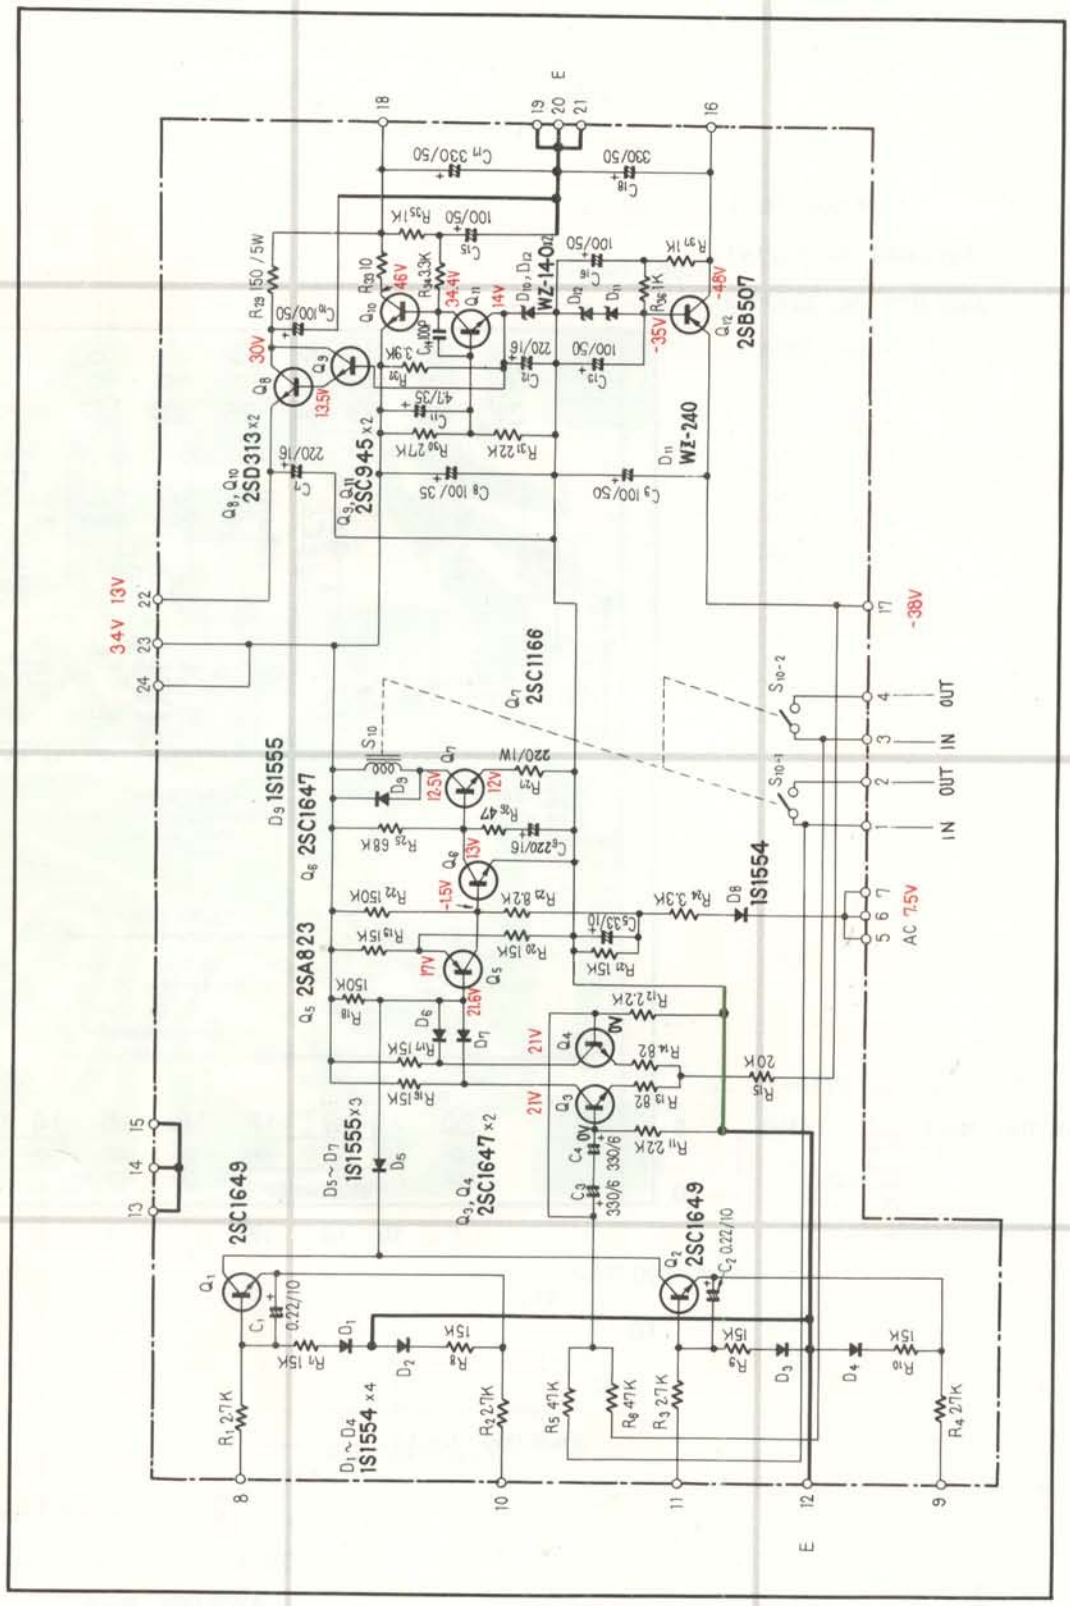 8
10
11
12
E
9
R1 2.7K
R2 2.7K
R3 2.7K
R4 2.7K
R5 47K
R6 47K
D1~D4
1S1554 x4
Q1
2SC1649
C1
0.22/10
R7 15K
D1
D2
R8
15K
Q2
2SC1649
C2 0.22/10
R9
15K
D3
D4
R10
15K
13
14
15
D5~D7
1S1555x3
D5
Q3, Q4
2SC1647 x2
C3
330/6
C4
330/6
0V
Q3
21V
Q4
21V
0V
R11
22K
R12 2.2K
R13 82
R14 82
R15
20K
R16 15K
R17 15K
R18
150K
D6
D7
Q5 2SA823
21.6V
Q5
17V
R19 15K
R22 150K
R20
15K
R21
15K
C5 33/10
R23 8.2K
-1.5V
Q6
13V
Q6 2SC1647
D9 1S1555
R25 68K
R26 47
C6 220/16
D9
S10
12.5V
Q7
12V
R27
220/1W
Q7
2SC1166
R24 3.3K
D8
1S1554
5
6
7
AC 7.5V
1
2
3
4
IN
OUT
IN
OUT
S10-1
S10-2
17
-38V
24
23
22
34V
13V
Q8, Q10
2SD313x2
Q9, Q11
2SC945 x2
C7
220/16
C8 100/35
C9 100/50
D11
WZ-240
R30 27K
R31 22K
C11
47/35
R32
3.9K
C14 100P
C12
220/16
C13
100/50
13.5V
Q8
Q9
30V
C10 100/50
R29 150/5W
Q10
46V
R33 10
R34 3.3K
34.4V
Q11
14V
D10, D12
WZ-140x2
D12
D11
R35 1K
C15
100/50
C16
100/50
R36 1K
R37 1K
-35V
Q12
2SB507
-48V
C17 330/50
C18
330/50
18
19
20
21
E
16